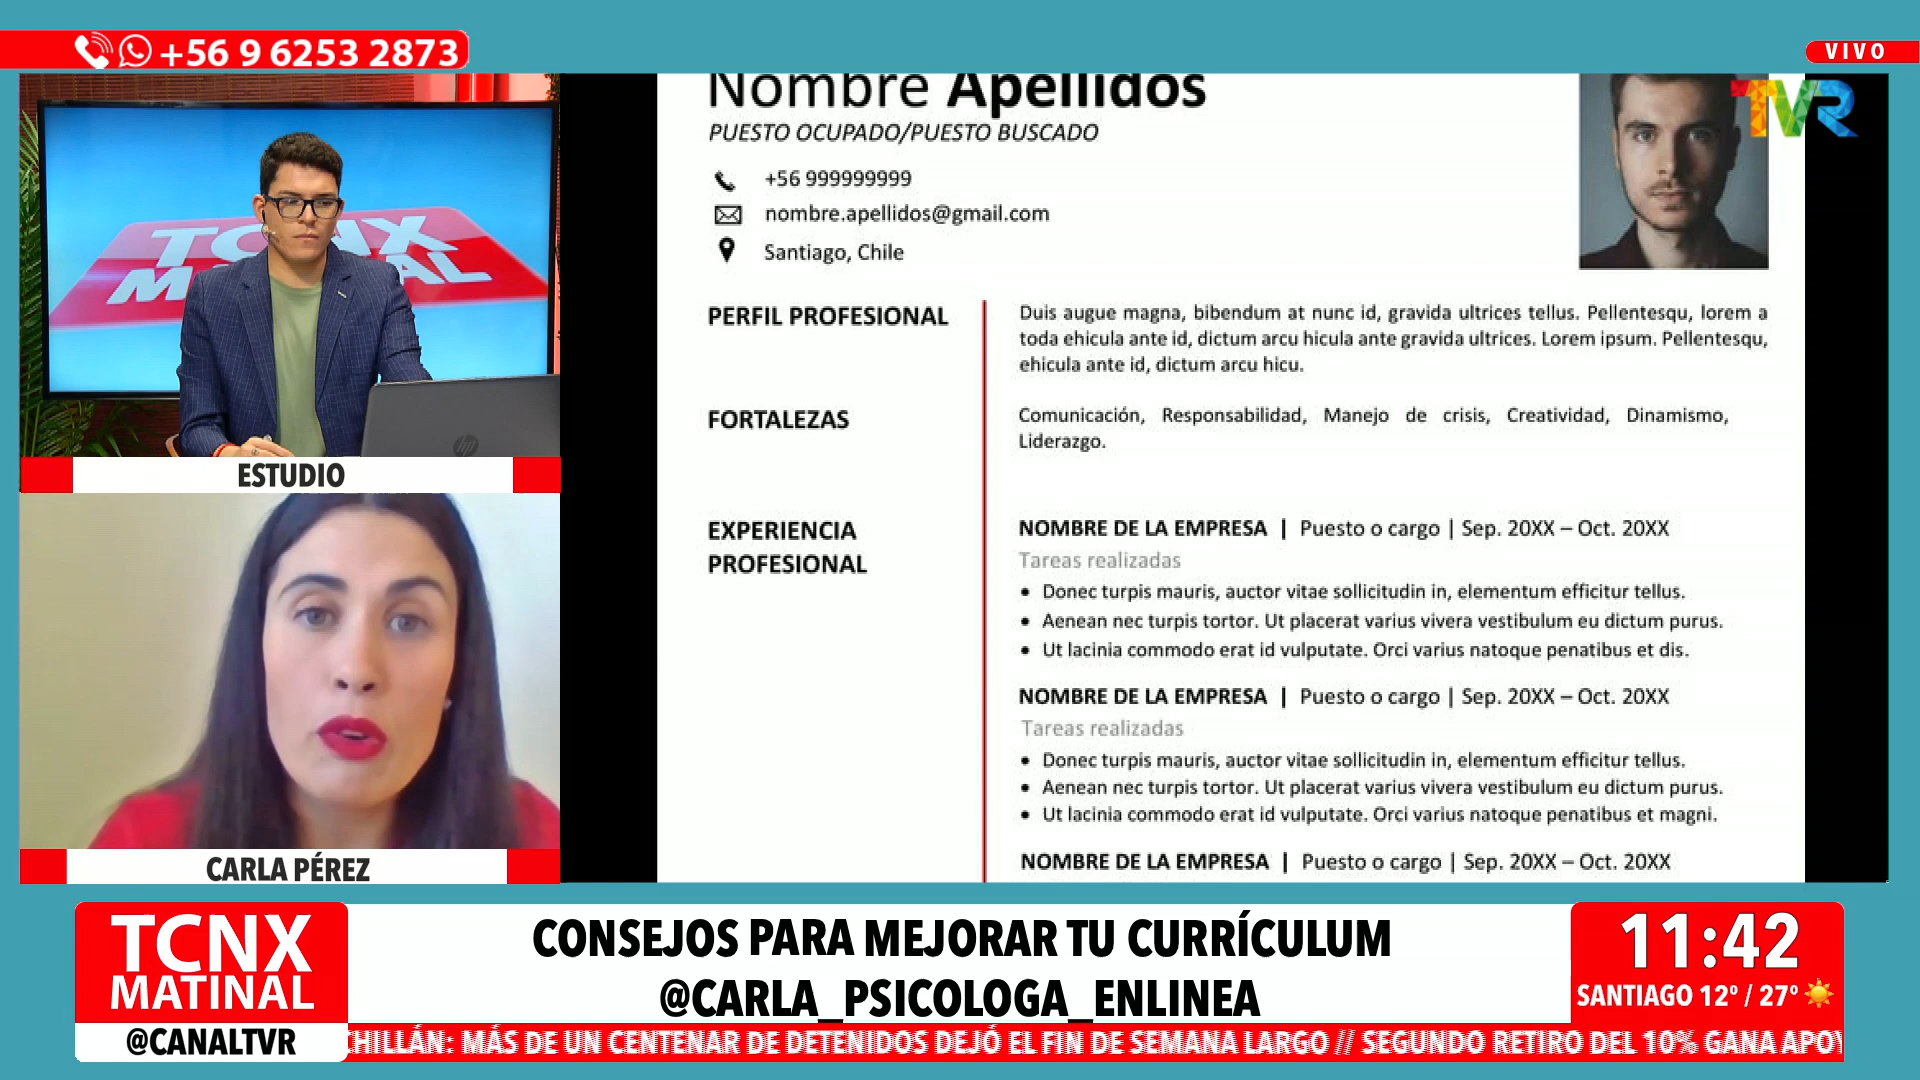 +56 9 6253 2873
VIVO
TVR
TCNX
MATINAL
hp
ESTUDIO
CARLA PÉREZ
Nombre Apellidos
PUESTO OCUPADO/PUESTO BUSCADO
+56 999999999
nombre.apellidos@gmail.com
Santiago, Chile
PERFIL PROFESIONAL
Duis augue magna, bibendum at nunc id, gravida ultrices tellus. Pellentesqu, lorem a
toda ehicula ante id, dictum arcu hicula ante gravida ultrices. Lorem ipsum. Pellentesqu,
ehicula ante id, dictum arcu hicu.
FORTALEZAS
Comunicación, Responsabilidad, Manejo de crisis, Creatividad, Dinamismo,
Liderazgo.
EXPERIENCIA
PROFESIONAL
NOMBRE DE LA EMPRESA | Puesto o cargo | Sep. 20XX – Oct. 20XX
Tareas realizadas
• Donec turpis mauris, auctor vitae sollicitudin in, elementum efficitur tellus.
• Aenean nec turpis tortor. Ut placerat varius vivera vestibulum eu dictum purus.
• Ut lacinia commodo erat id vulputate. Orci varius natoque penatibus et dis.
NOMBRE DE LA EMPRESA | Puesto o cargo | Sep. 20XX – Oct. 20XX
Tareas realizadas
• Donec turpis mauris, auctor vitae sollicitudin in, elementum efficitur tellus.
• Aenean nec turpis tortor. Ut placerat varius vivera vestibulum eu dictum purus.
• Ut lacinia commodo erat id vulputate. Orci varius natoque penatibus et magni.
NOMBRE DE LA EMPRESA | Puesto o cargo | Sep. 20XX – Oct. 20XX
TCNX
MATINAL
@CANALTVR
CONSEJOS PARA MEJORAR TU CURRÍCULUM
@CARLA_PSICOLOGA_ENLINEA
11:42
SANTIAGO 12º / 27º
CHILLÁN: MÁS DE UN CENTENAR DE DETENIDOS DEJÓ EL FIN DE SEMANA LARGO // SEGUNDO RETIRO DEL 10% GANA APOY